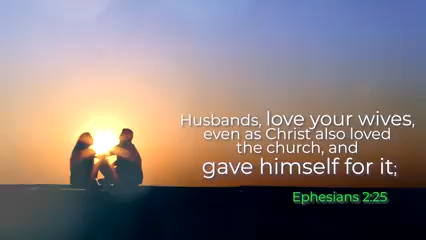 Husbands, love your wives,
even as Christ also loved
the church, and
gave himself for it;
Ephesians 2:25